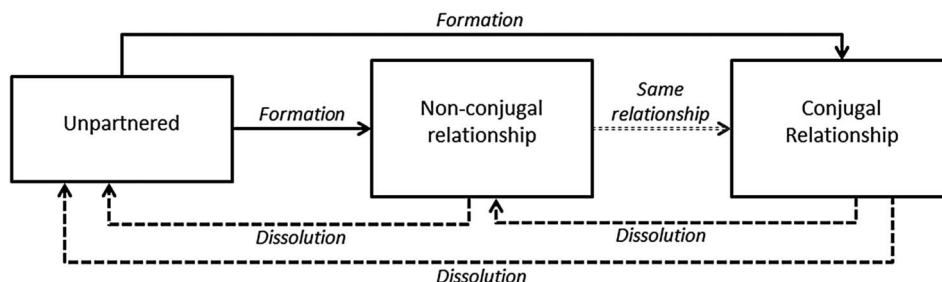 Formation
Unpartnered
Formation
Non-conjugal
relationship
Same
relationship
Conjugal
Relationship
Dissolution
Dissolution
Dissolution